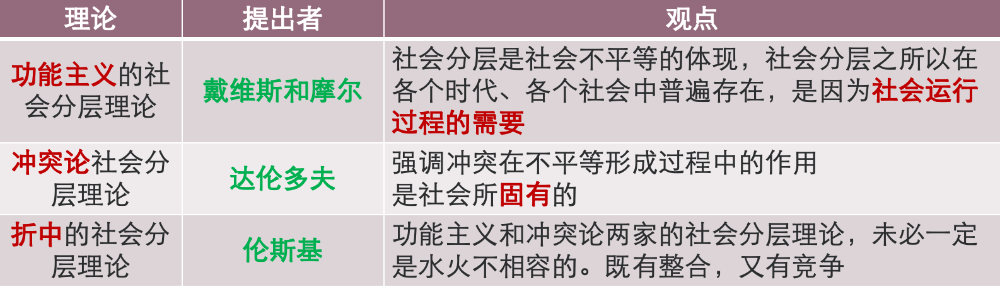 理论
提出者
观点
功能主义的社
会分层理论
戴维斯和摩尔
社会分层是社会不平等的体现，社会分层之所以在
各个时代、各个社会中普遍存在，是因为社会运行
过程的需要
冲突论社会分
层理论
达伦多夫
强调冲突在不平等形成过程中的作用
是社会所固有的
折中的社会分
层理论
伦斯基
功能主义和冲突论两家的社会分层理论，未必一定
是水火不相容的。既有整合，又有竞争